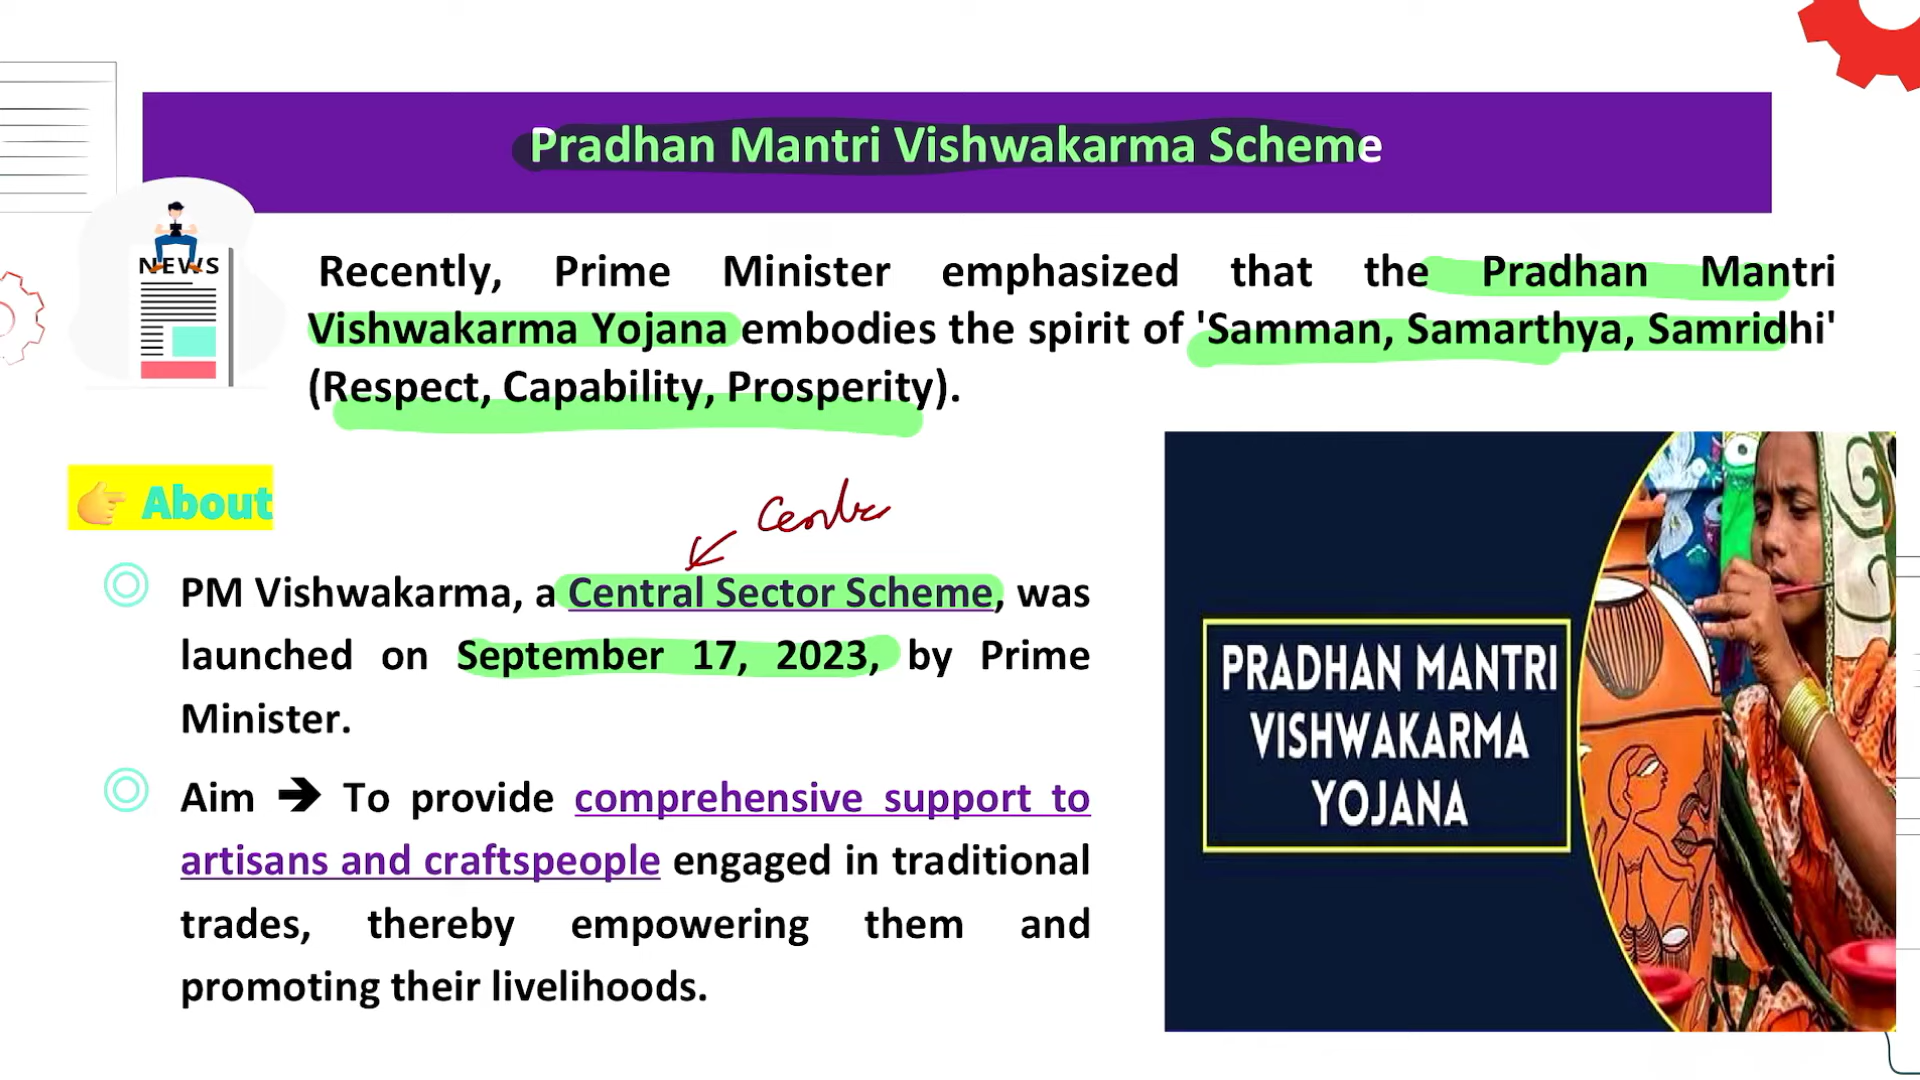 Pradhan Mantri Vishwakarma Scheme
NEWS
Recently, Prime Minister emphasized that the Pradhan Mantri
Vishwakarma Yojana embodies the spirit of 'Samman, Samarthya, Samridhi'
(Respect, Capability, Prosperity).
About
PM Vishwakarma, a Central Sector Scheme, was
launched on September 17, 2023, by Prime
Minister.
Aim ➔ To provide comprehensive support to
artisans and craftspeople engaged in traditional
trades, thereby empowering them and
promoting their livelihoods.
PRADHAN MANTRI
VISHWAKARMA
YOJANA